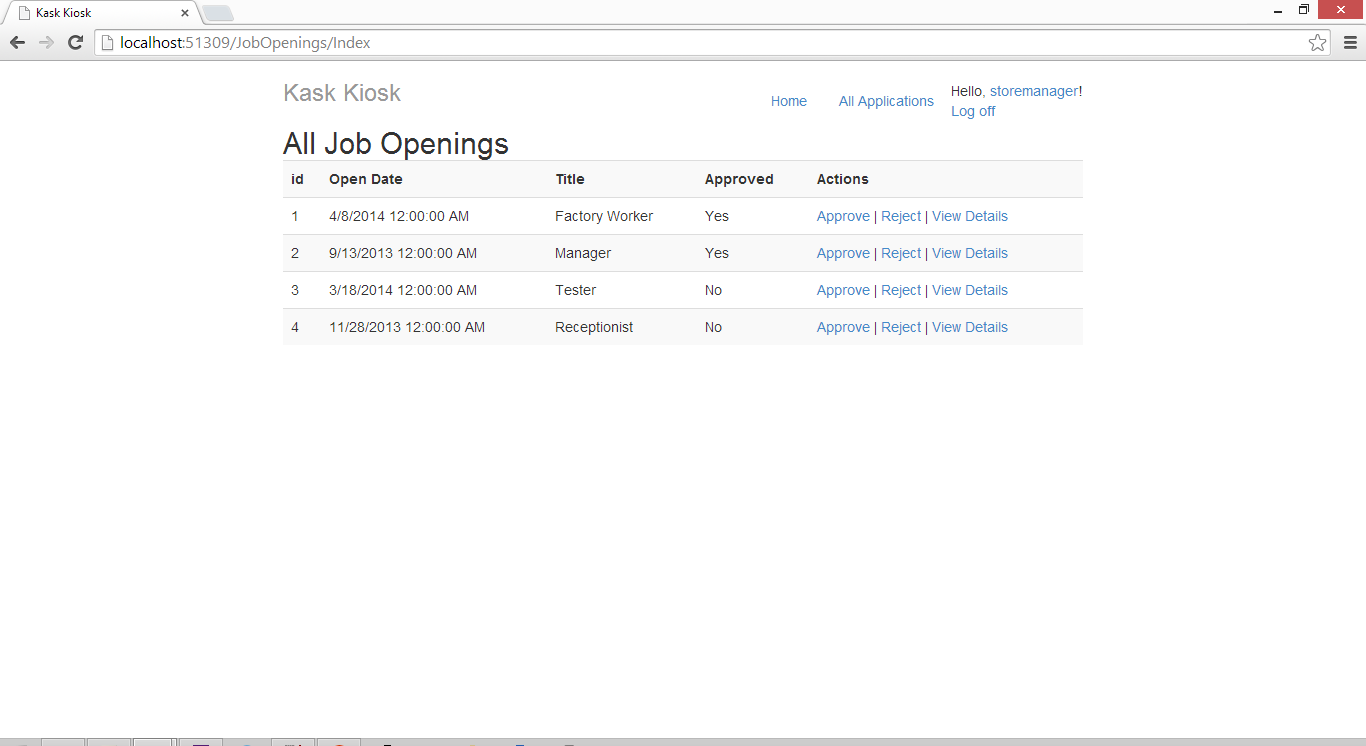 Kask Kiosk
localhost:51309/JobOpenings/Index
Kask Kiosk
Home All Applications Hello, storemanager!
Log off
All Job Openings
id Open Date Title Approved Actions
1 4/8/2014 12:00:00 AM Factory Worker Yes Approve | Reject | View Details
2 9/13/2013 12:00:00 AM Manager Yes Approve | Reject | View Details
3 3/18/2014 12:00:00 AM Tester No Approve | Reject | View Details
4 11/28/2013 12:00:00 AM Receptionist No Approve | Reject | View Details